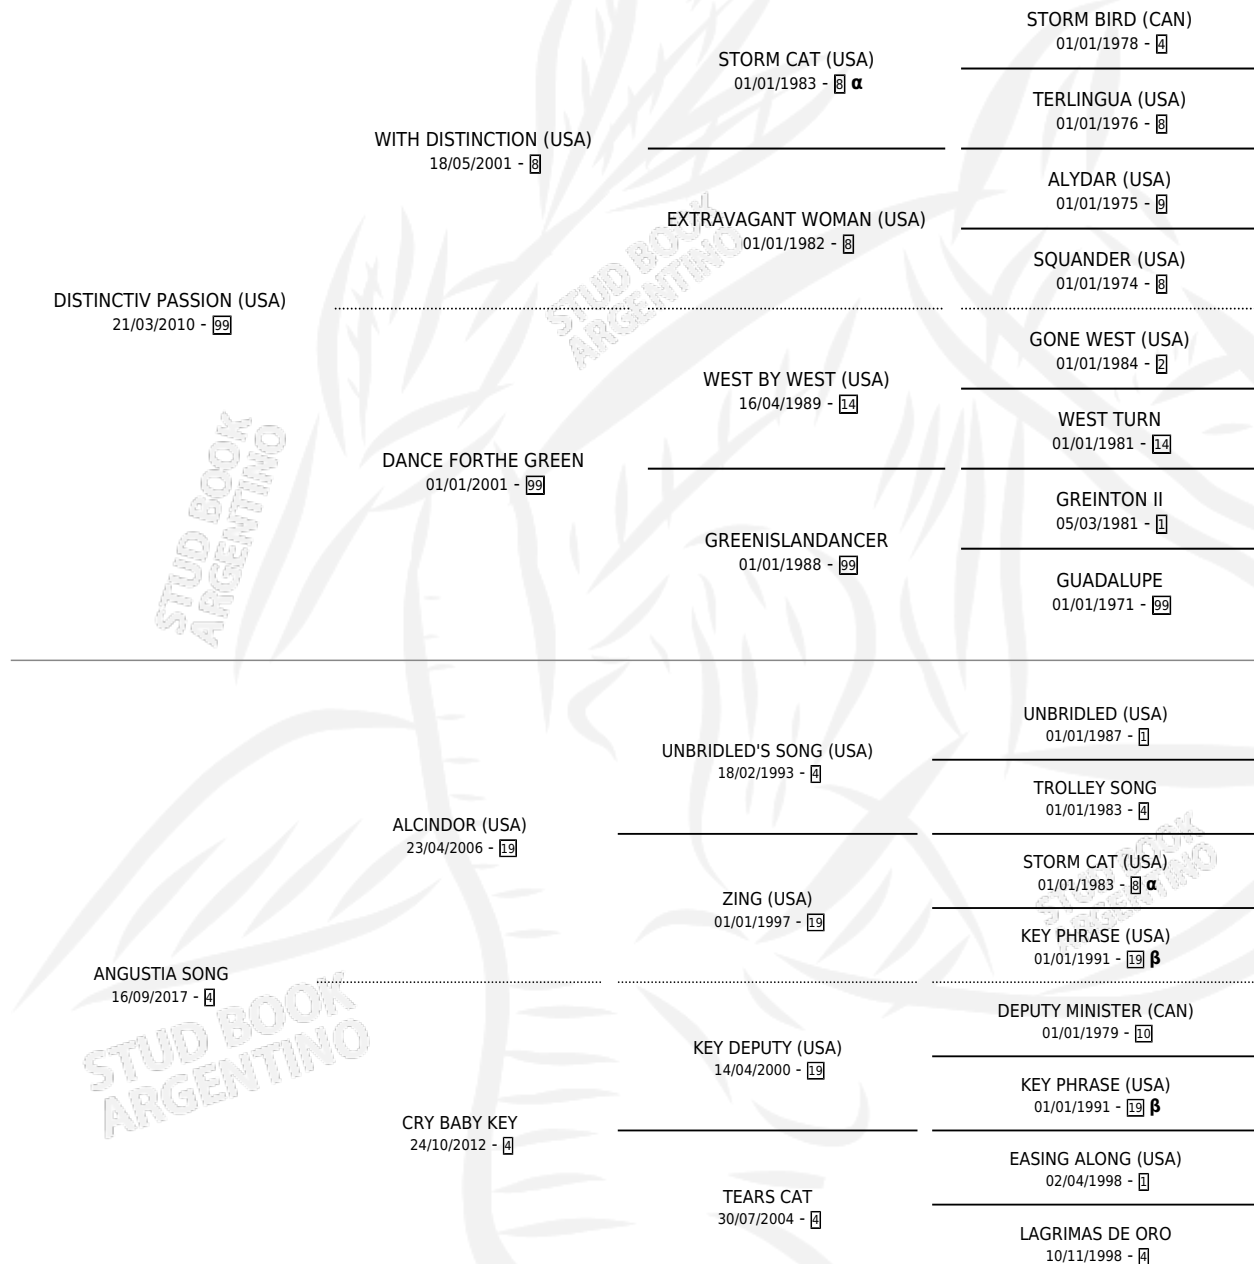 STORM BIRD (CAN)
01/01/1978 - 4
STORM CAT (USA)
01/01/1983 - 8 α
TERLINGUA (USA)
01/01/1976 - 8
WITH DISTINCTION (USA)
18/05/2001 - 8
ALYDAR (USA)
01/01/1975 - 9
EXTRAVAGANT WOMAN (USA)
01/01/1982 - 8
SQUANDER (USA)
01/01/1974 - 8
DISTINCTIV PASSION (USA)
21/03/2010 - 99
GONE WEST (USA)
01/01/1984 - 2
WEST BY WEST (USA)
16/04/1989 - 14
WEST TURN
01/01/1981 - 14
DANCE FORTHE GREEN
01/01/2001 - 99
GREINTON II
05/03/1981 - 1
GREENISLANDANCER
01/01/1988 - 99
GUADALUPE
01/01/1971 - 99
UNBRIDLED (USA)
01/01/1987 - 1
UNBRIDLED'S SONG (USA)
18/02/1993 - 4
TROLLEY SONG
01/01/1983 - 4
ALCINDOR (USA)
23/04/2006 - 19
STORM CAT (USA)
01/01/1983 - 8 α
ZING (USA)
01/01/1997 - 19
KEY PHRASE (USA)
01/01/1991 - 19 β
ANGUSTIA SONG
16/09/2017 - 4
DEPUTY MINISTER (CAN)
01/01/1979 - 10
KEY DEPUTY (USA)
14/04/2000 - 19
KEY PHRASE (USA)
01/01/1991 - 19 β
CRY BABY KEY
24/10/2012 - 4
EASING ALONG (USA)
02/04/1998 - 1
TEARS CAT
30/07/2004 - 4
LAGRIMAS DE ORO
10/11/1998 - 4
STUD BOOK
ARGENTINO
STUD BOOK
ARGENTINO
STUD BOOK
ARGENTINO
STUD BOOK
ARGENTINO